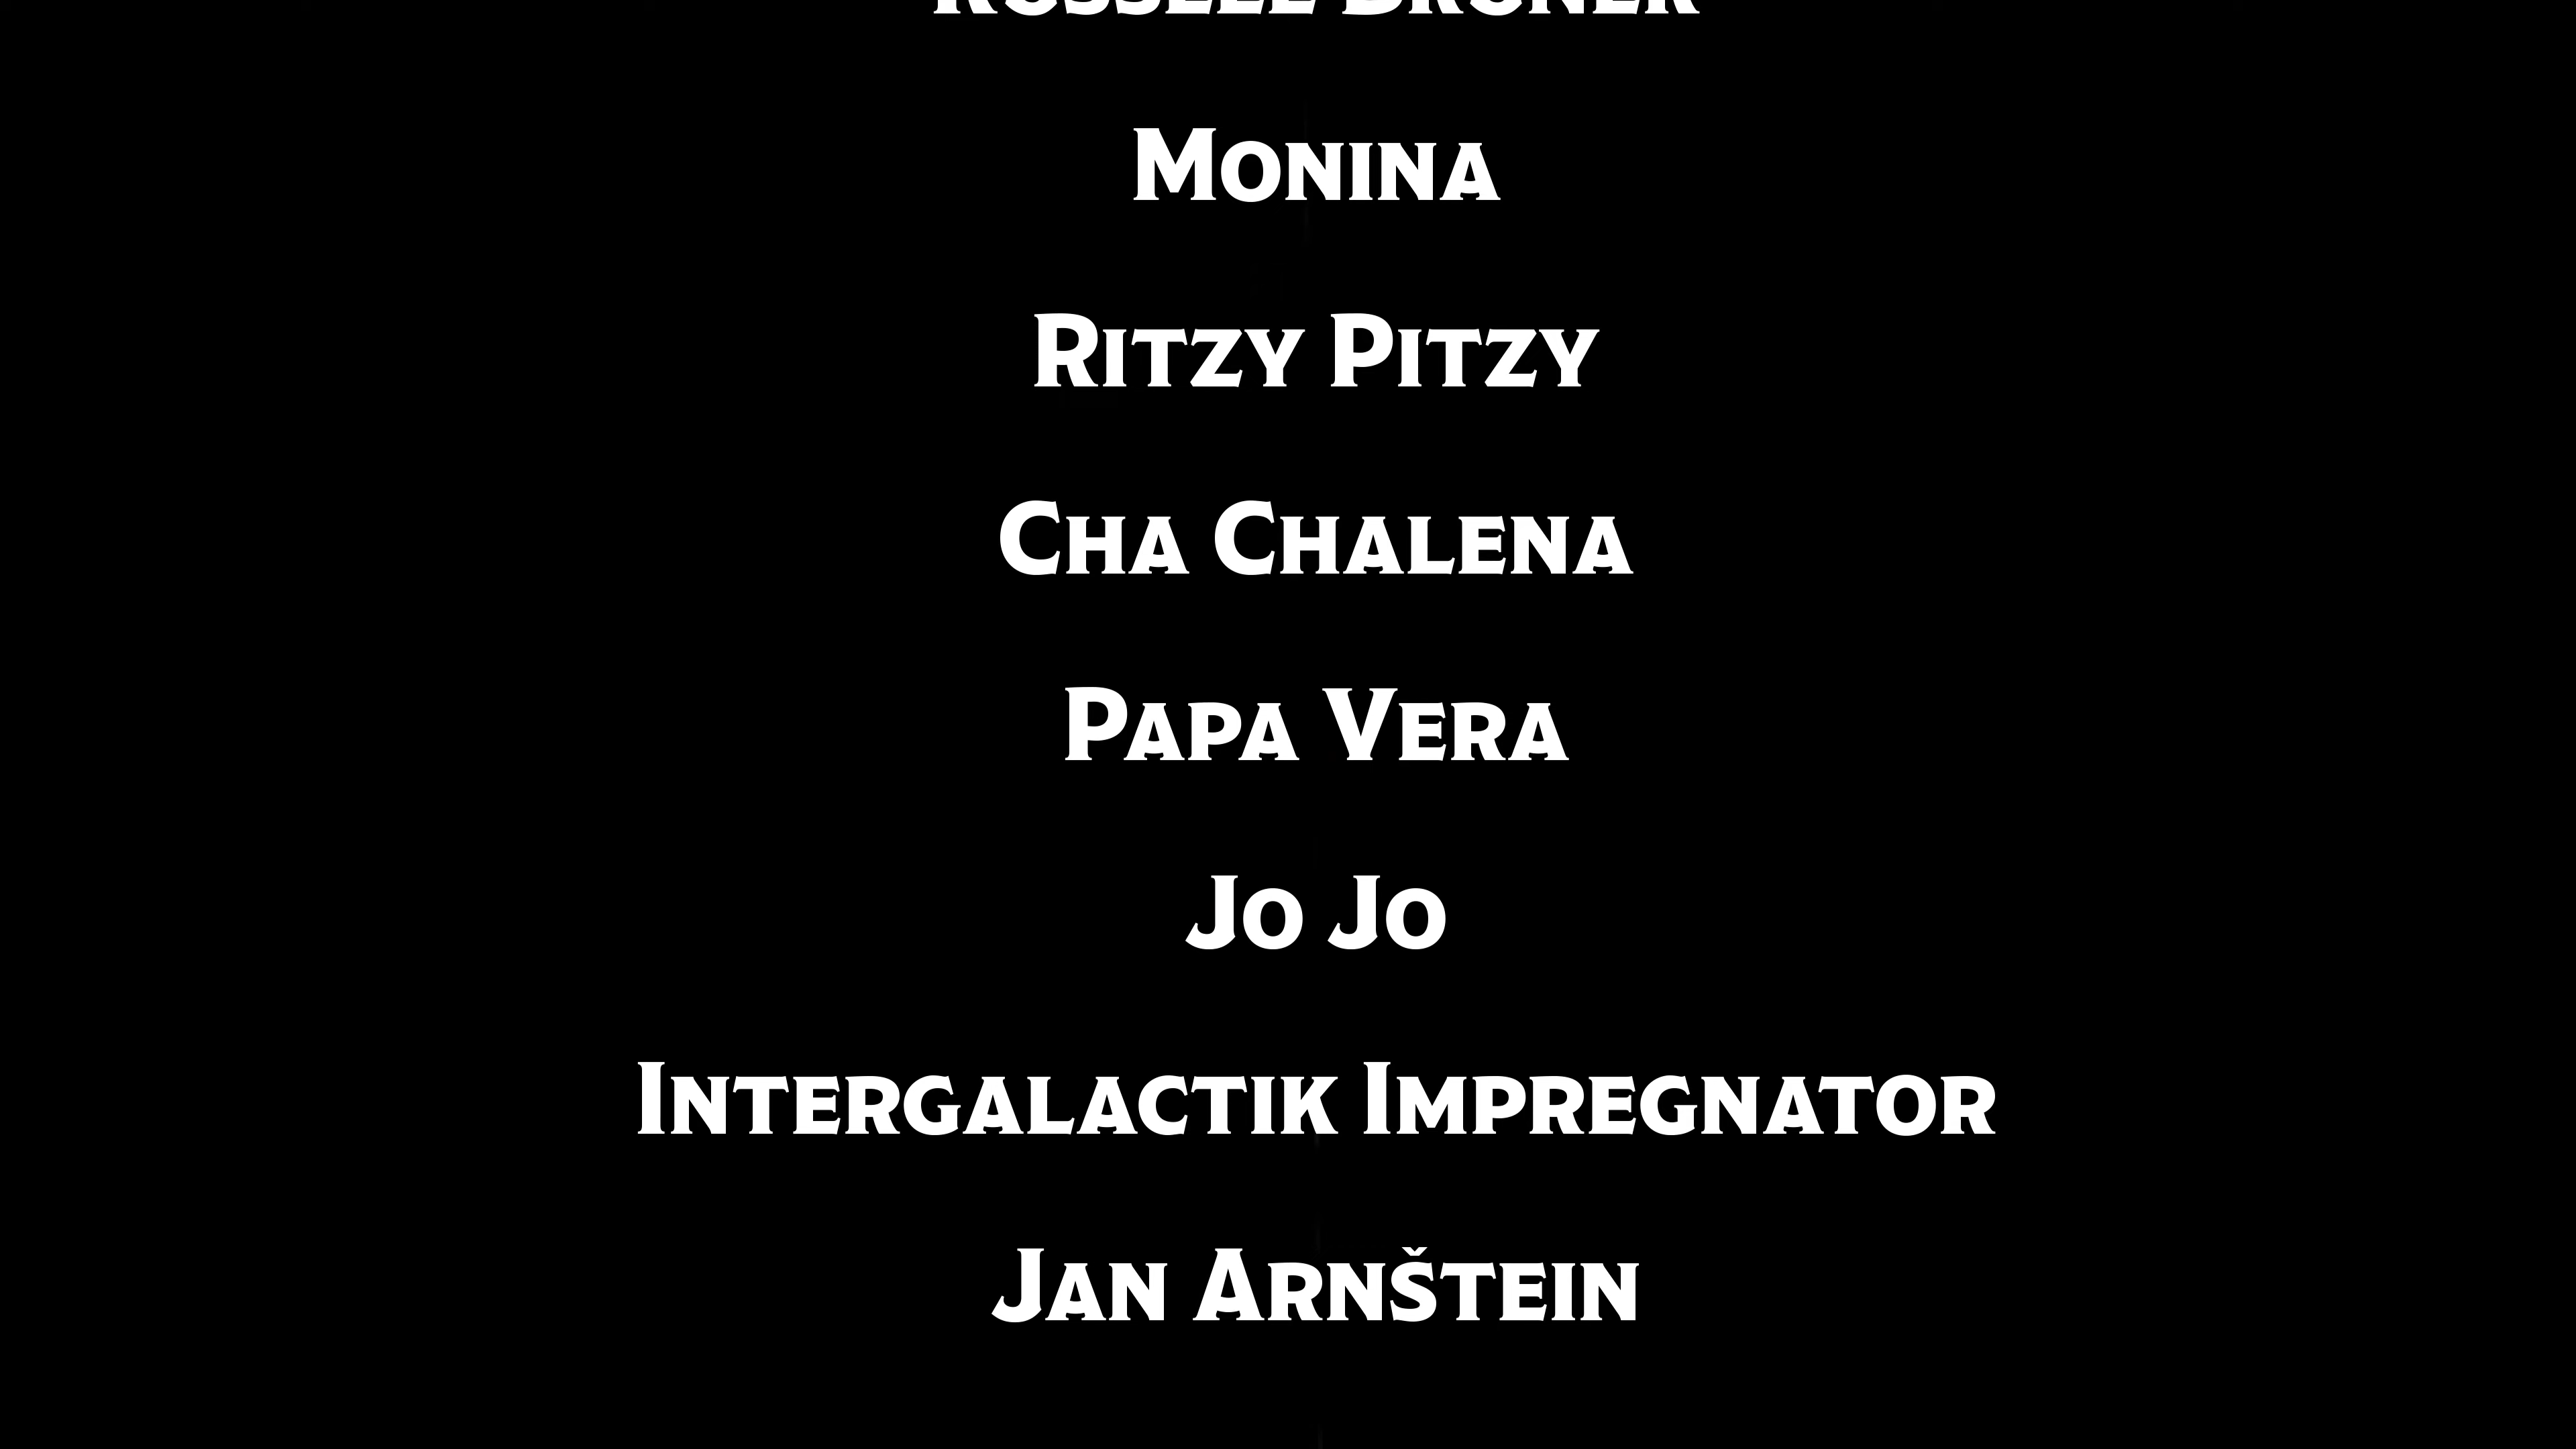 Monina
Ritzy Pitzy
Cha Chalena
Papa Vera
Jo Jo
Intergalactik Impregnator
Jan Arnštein